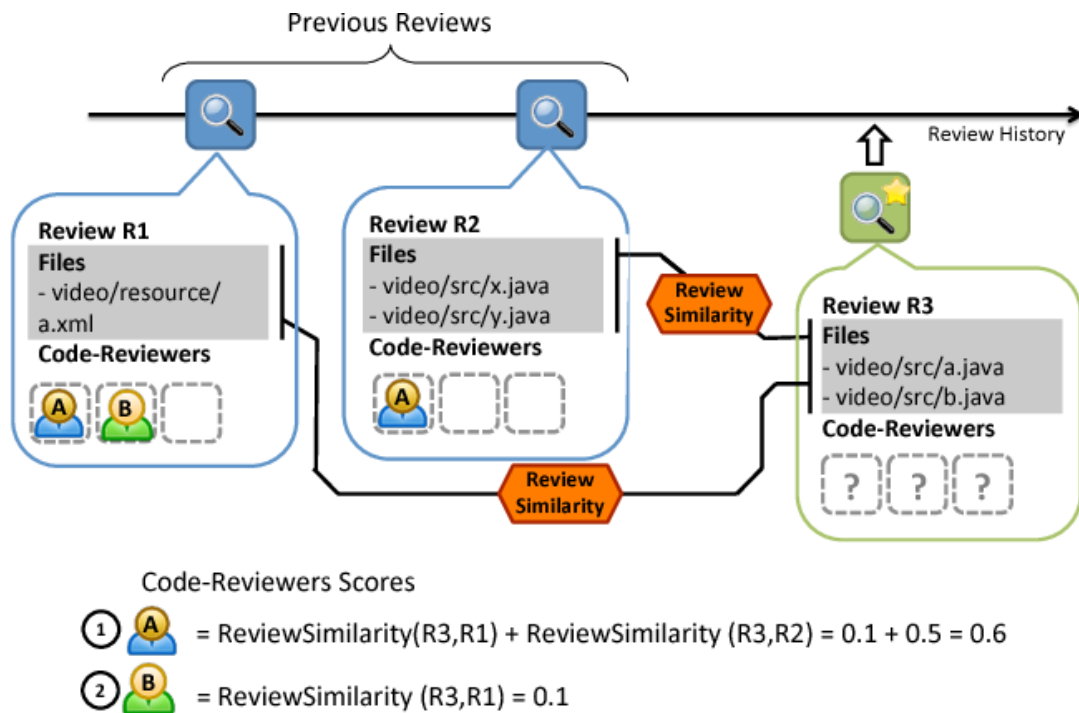 Previous Reviews
Review History
Review R1
Files
- video/resource/
a.xml
Code-Reviewers
A
B
Review R2
Files
- video/src/x.java
- video/src/y.java
Code-Reviewers
A
Review
Similarity
Review R3
Files
- video/src/a.java
- video/src/b.java
Code-Reviewers
? ? ?
Review
Similarity
Code-Reviewers Scores
1 A = ReviewSimilarity(R3,R1) + ReviewSimilarity (R3,R2) = 0.1 + 0.5 = 0.6
2 B = ReviewSimilarity (R3,R1) = 0.1